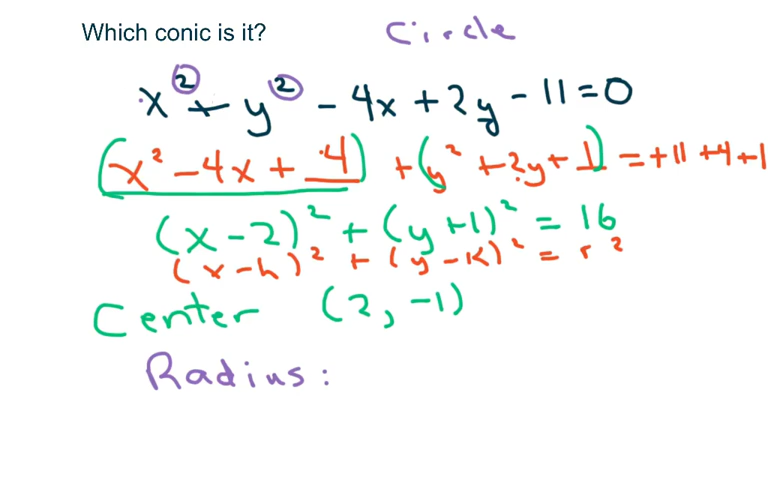 Which conic is it? Circle
x² + y² - 4x + 2y - 11 = 0
(x² - 4x + 4) + (y² + 2y + 1) = +11 +4 +1
(x - 2)² + (y + 1)² = 16
(x - h)² + (y - k)² = r²
Center (2, -1)
Radius: